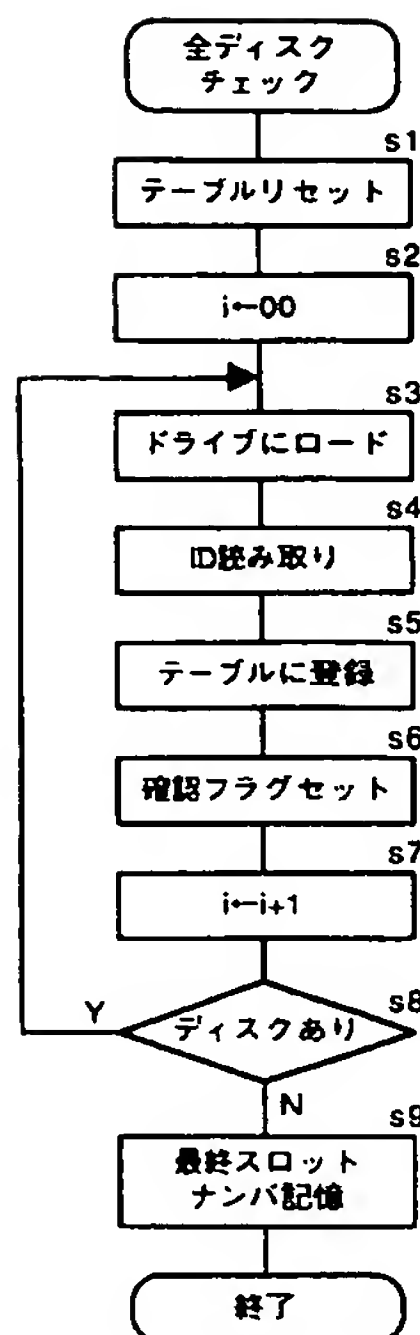 全ディスク
チェック
s1
テーブルリセット
s2
i←00
s3
ドライブにロード
s4
ID読み取り
s5
テーブルに登録
s6
確認フラグセット
s7
i←i+1
s8
ディスクあり
Y
N
s9
最終スロット
ナンバ記憶
終了